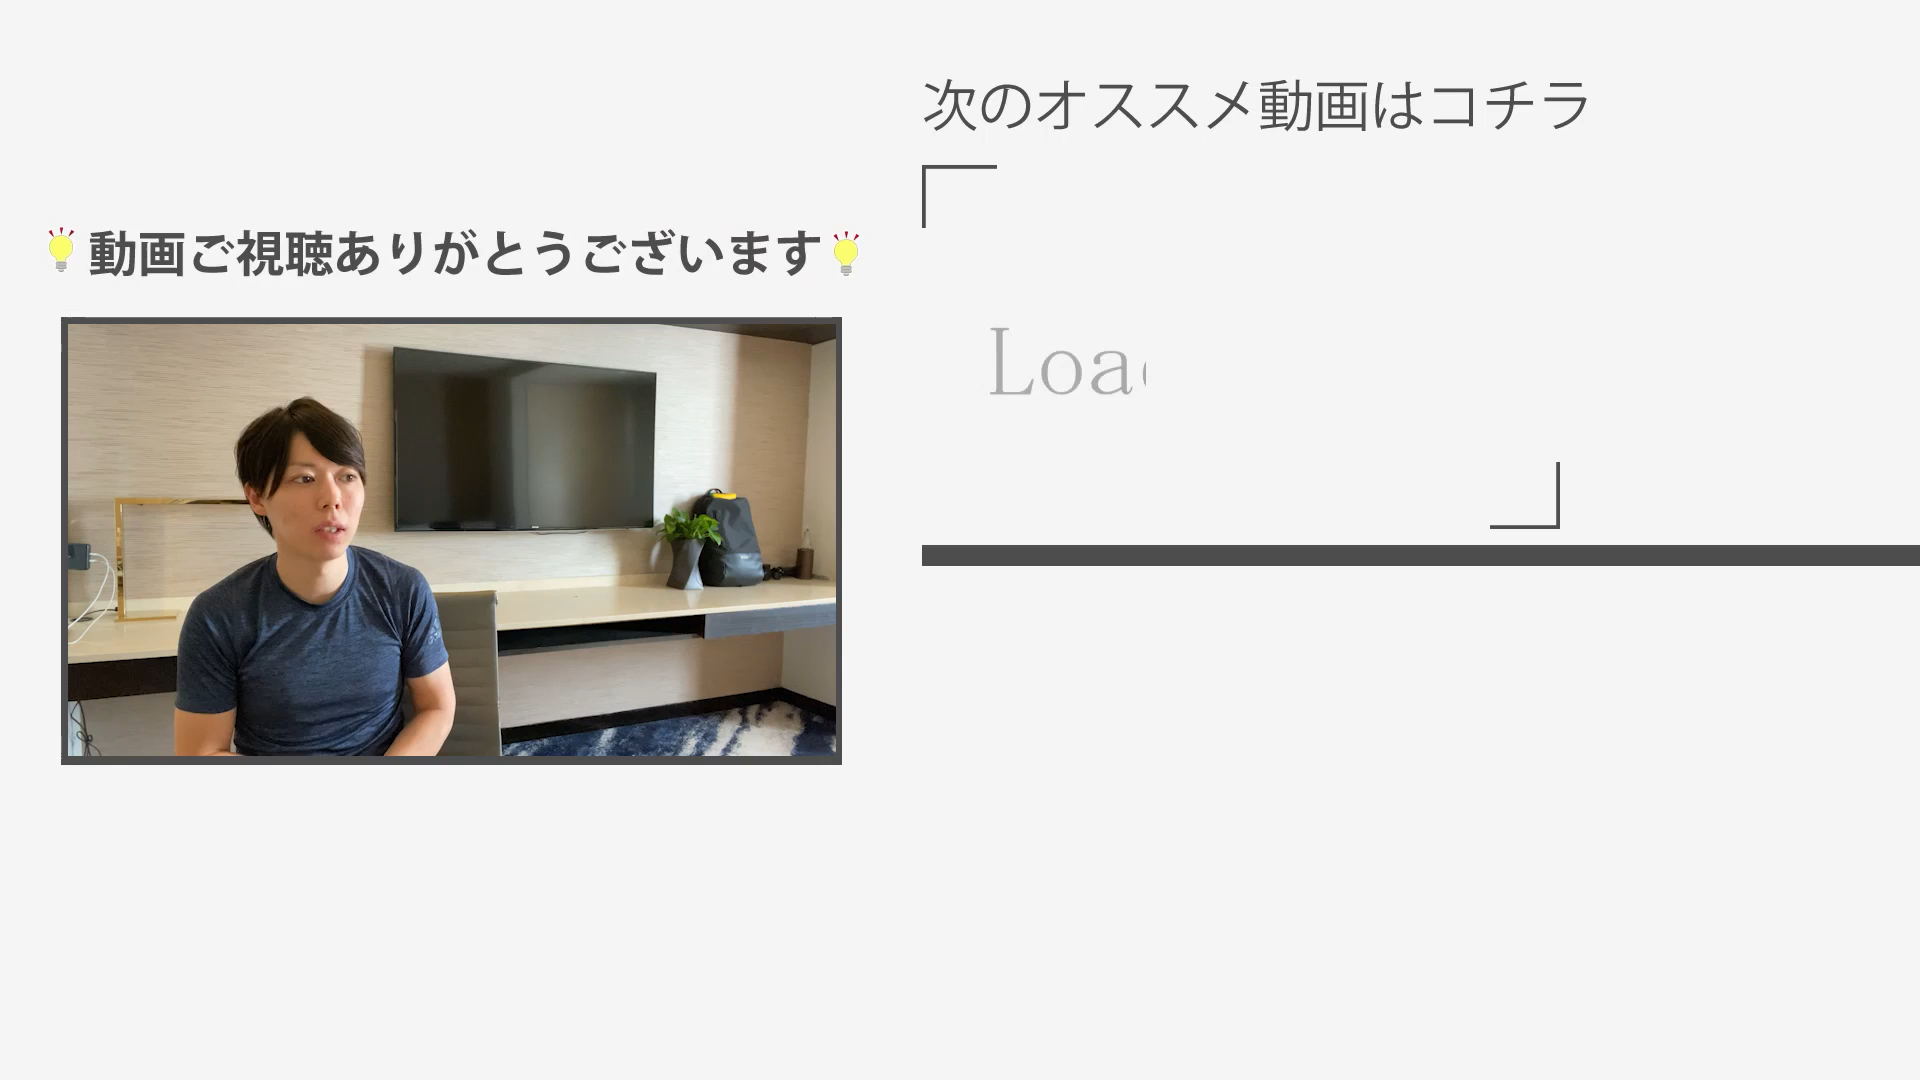 動画ご視聴ありがとうございます
次のオススメ動画はコチラ
Loa